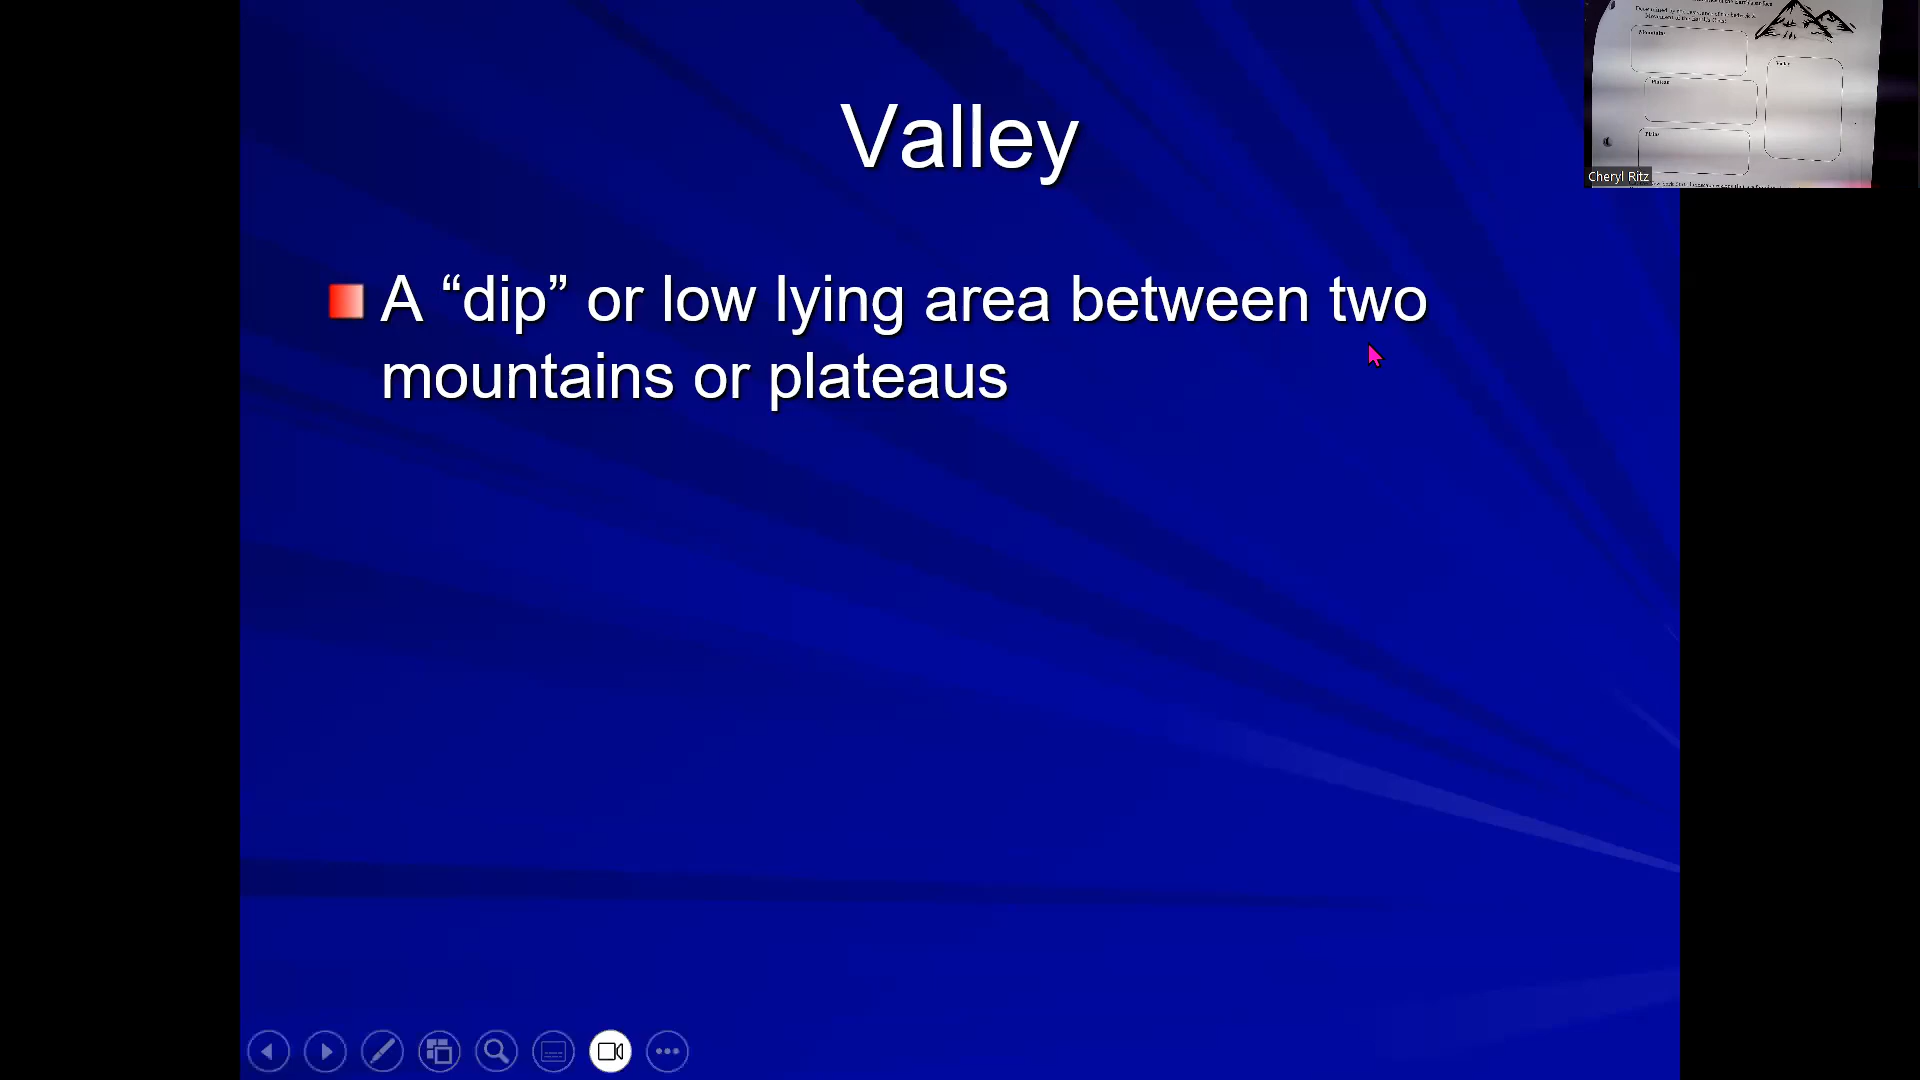 Valley
A “dip” or low lying area between two
mountains or plateaus
Cheryl Ritz